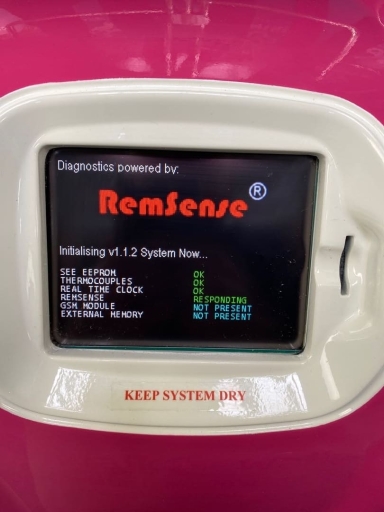 Diagnostics powered by:
RemSense®
Initialising v1.1.2 System Now...
SEE EEPROM OK
THERMOCOUPLES OK
REAL TIME CLOCK OK
REMSENSE RESPONDING
GSM MODULE NOT PRESENT
EXTERNAL MEMORY NOT PRESENT
KEEP SYSTEM DRY